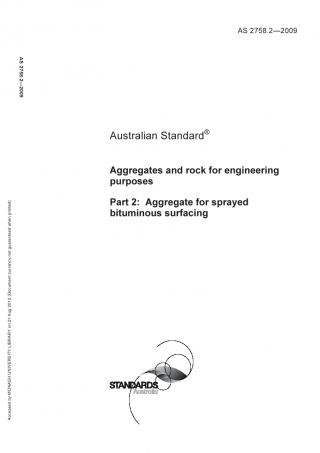 AS 2758.2—2009
AS 2758.2—2009
Australian Standard®
Aggregates and rock for engineering
purposes
Part 2: Aggregate for sprayed
bituminous surfacing
Accessed by MONASH UNIVERSITY LIBRARY on 21 Aug 2010 (Document currency not guaranteed when printed)
STANDARDS
Australia